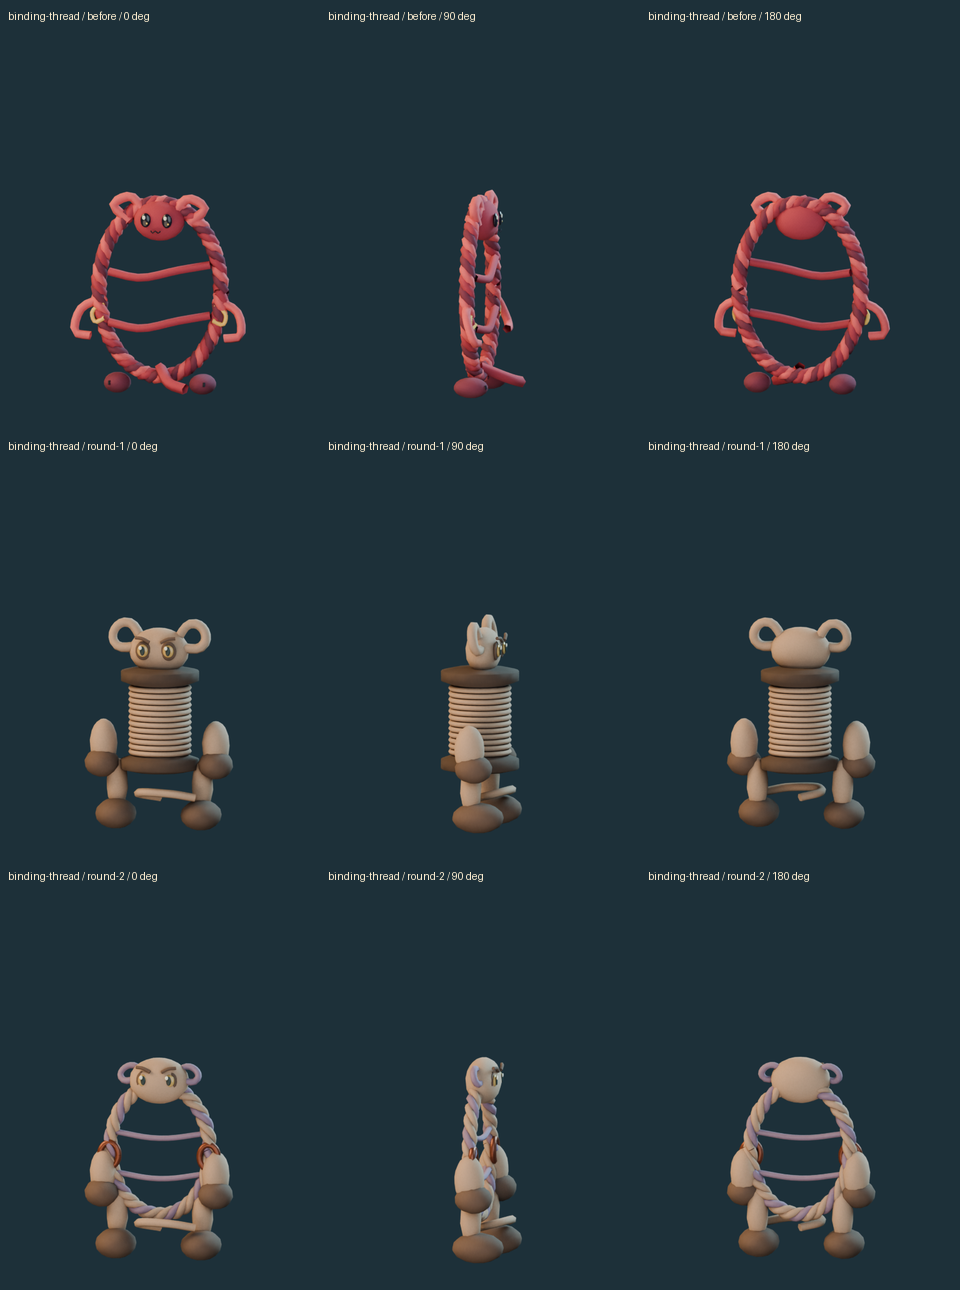 binding-thread / before / 0 deg
binding-thread / before / 90 deg
binding-thread / before / 180 deg
binding-thread / round-1 / 0 deg
binding-thread / round-1 / 90 deg
binding-thread / round-1 / 180 deg
binding-thread / round-2 / 0 deg
binding-thread / round-2 / 90 deg
binding-thread / round-2 / 180 deg